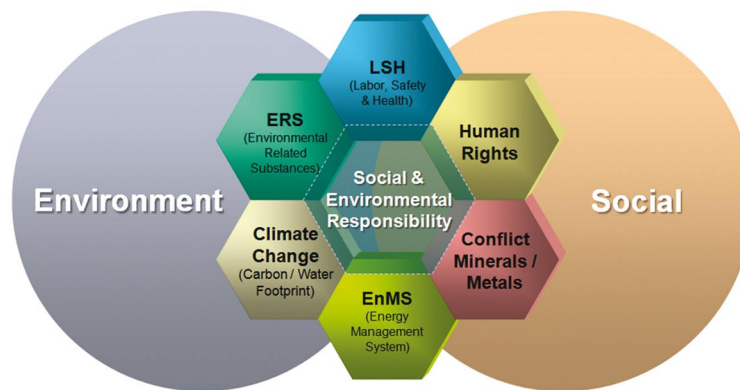 LSH
(Labor, Safety
& Health)
ERS
(Environmental
Related
Substances)
Human
Rights
Environment
Social &
Environmental
Responsibility
Social
Climate
Change
(Carbon / Water
Footprint)
Conflict
Minerals /
Metals
EnMS
(Energy
Management
System)